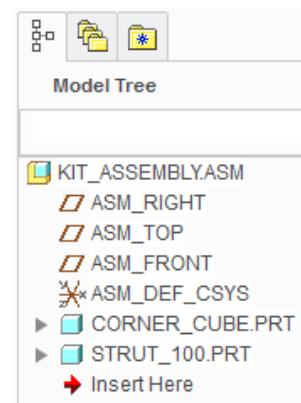 Model Tree
KIT_ASSEMBLY.ASM
ASM_RIGHT
ASM_TOP
ASM_FRONT
ASM_DEF_CSYS
CORNER_CUBE.PRT
STRUT_100.PRT
Insert Here